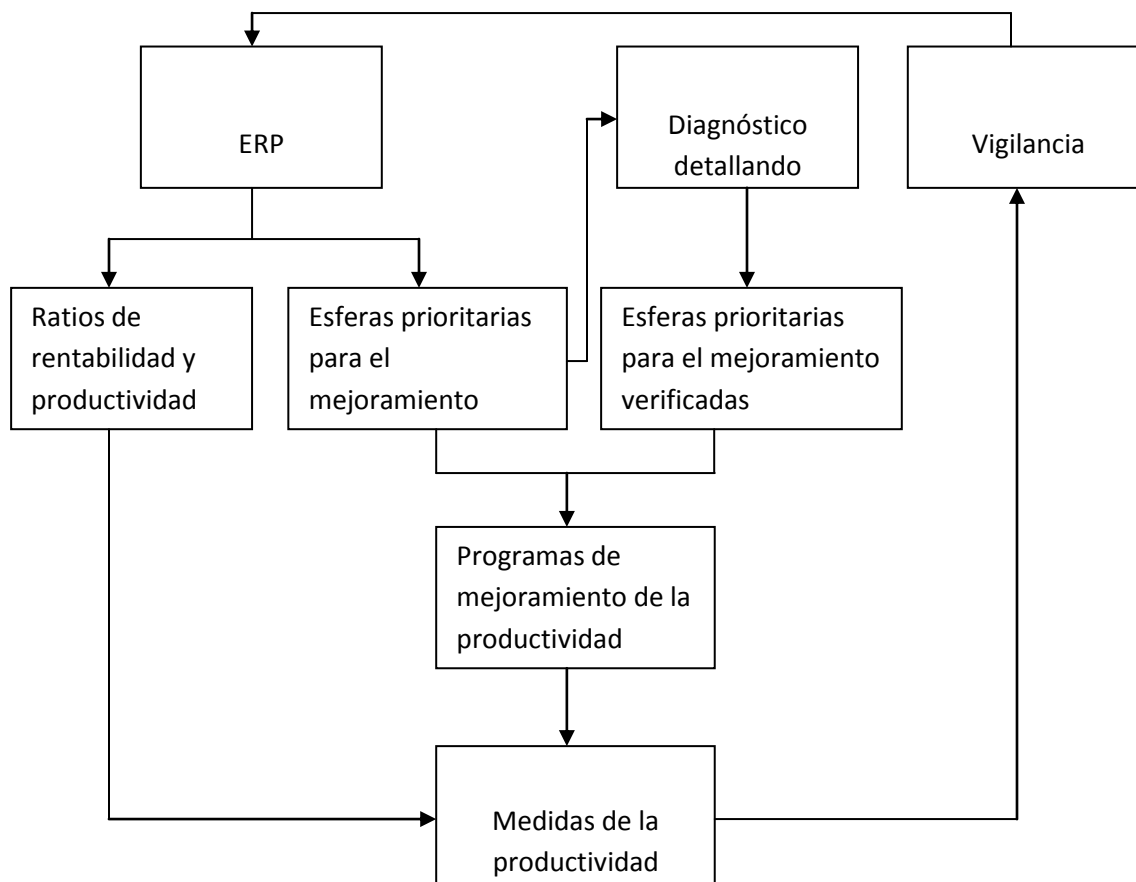 ERP
Diagnóstico
detallando
Vigilancia
Ratios de
rentabilidad y
productividad
Esferas prioritarias
para el
mejoramiento
Esferas prioritarias
para el mejoramiento
verificadas
Programas de
mejoramiento de la
productividad
Medidas de la
productividad